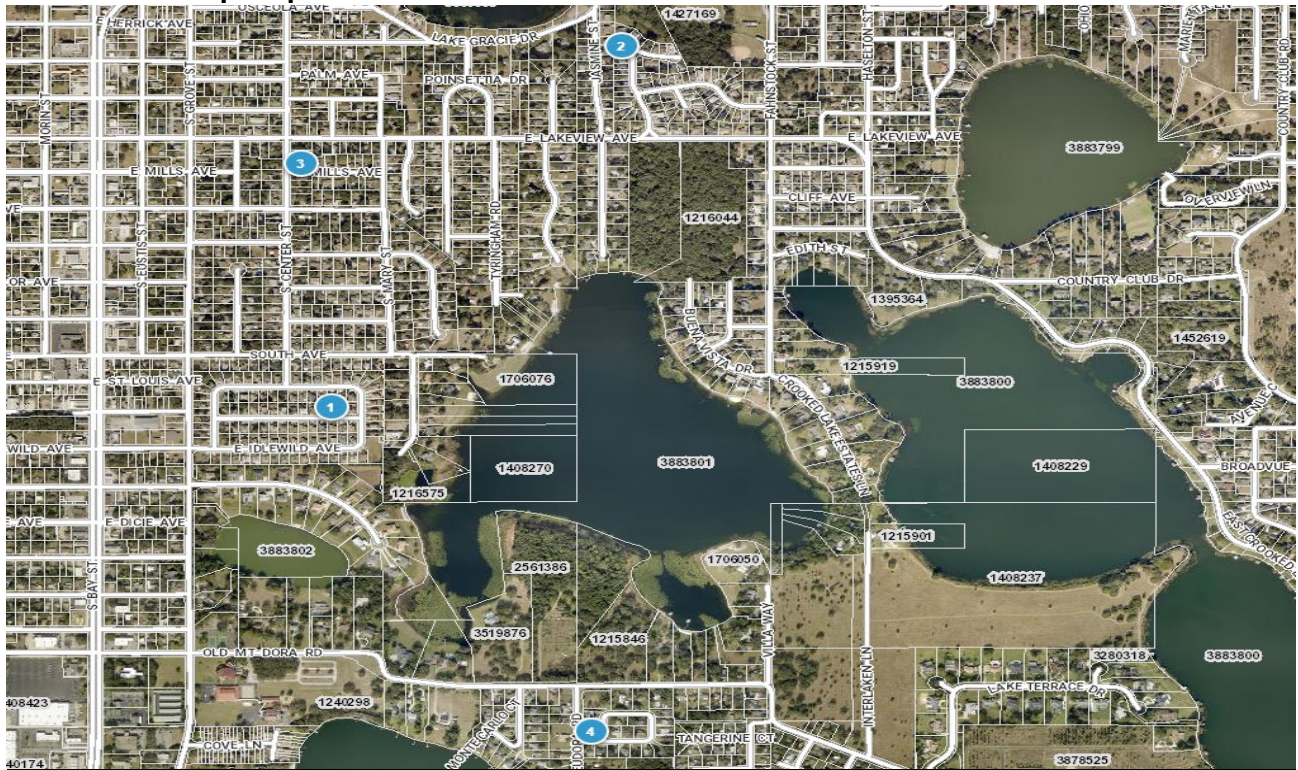 OSCEOLA AVE
E HERRICK AVE
LAKE GRACIE DR
JASMINE ST
2
1427169
FAHNSTOCK ST
HASELTON ST
OHIO
COUNTRY CLUB RD
MORIN ST
S GROVE ST
PALM AVE
POINSETTIA DR
E LAKEVIEW AVE
E LAKEVIEW AVE
3883799
3
E MILLS AVE
MILLS AVE
CLIFF AVE
OVERVIEW LN
VE
TYRINGHAM RD
1216044
S EUSTIS ST
S CENTER ST
S MARY ST
EDITH ST
OR AVE
COUNTRY CLUB DR
1395364
BUENA VISTA DR
1452619
SOUTH AVE
1215919
E ST LOUIS AVE
1706076
3883800
CROOKED LAKE ESTATES LN
AVENUE C
1
E IDLEWILD AVE
WILD AVE
1408270
3883801
1408229
BROADVUE
1216575
E AVE
E DICIE AVE
1215901
EAST CROOKED
3883802
1706050
2561386
1408237
S BAY ST
3519876
1215846
VILLA WAY
OLD MT DORA RD
INTERLAKEN LN
3280318
3883800
LAKE TERRACE DR
408423
1240298
MONTECARLO CT
4
COVE LN
TANGERINE CT
3878525
40174